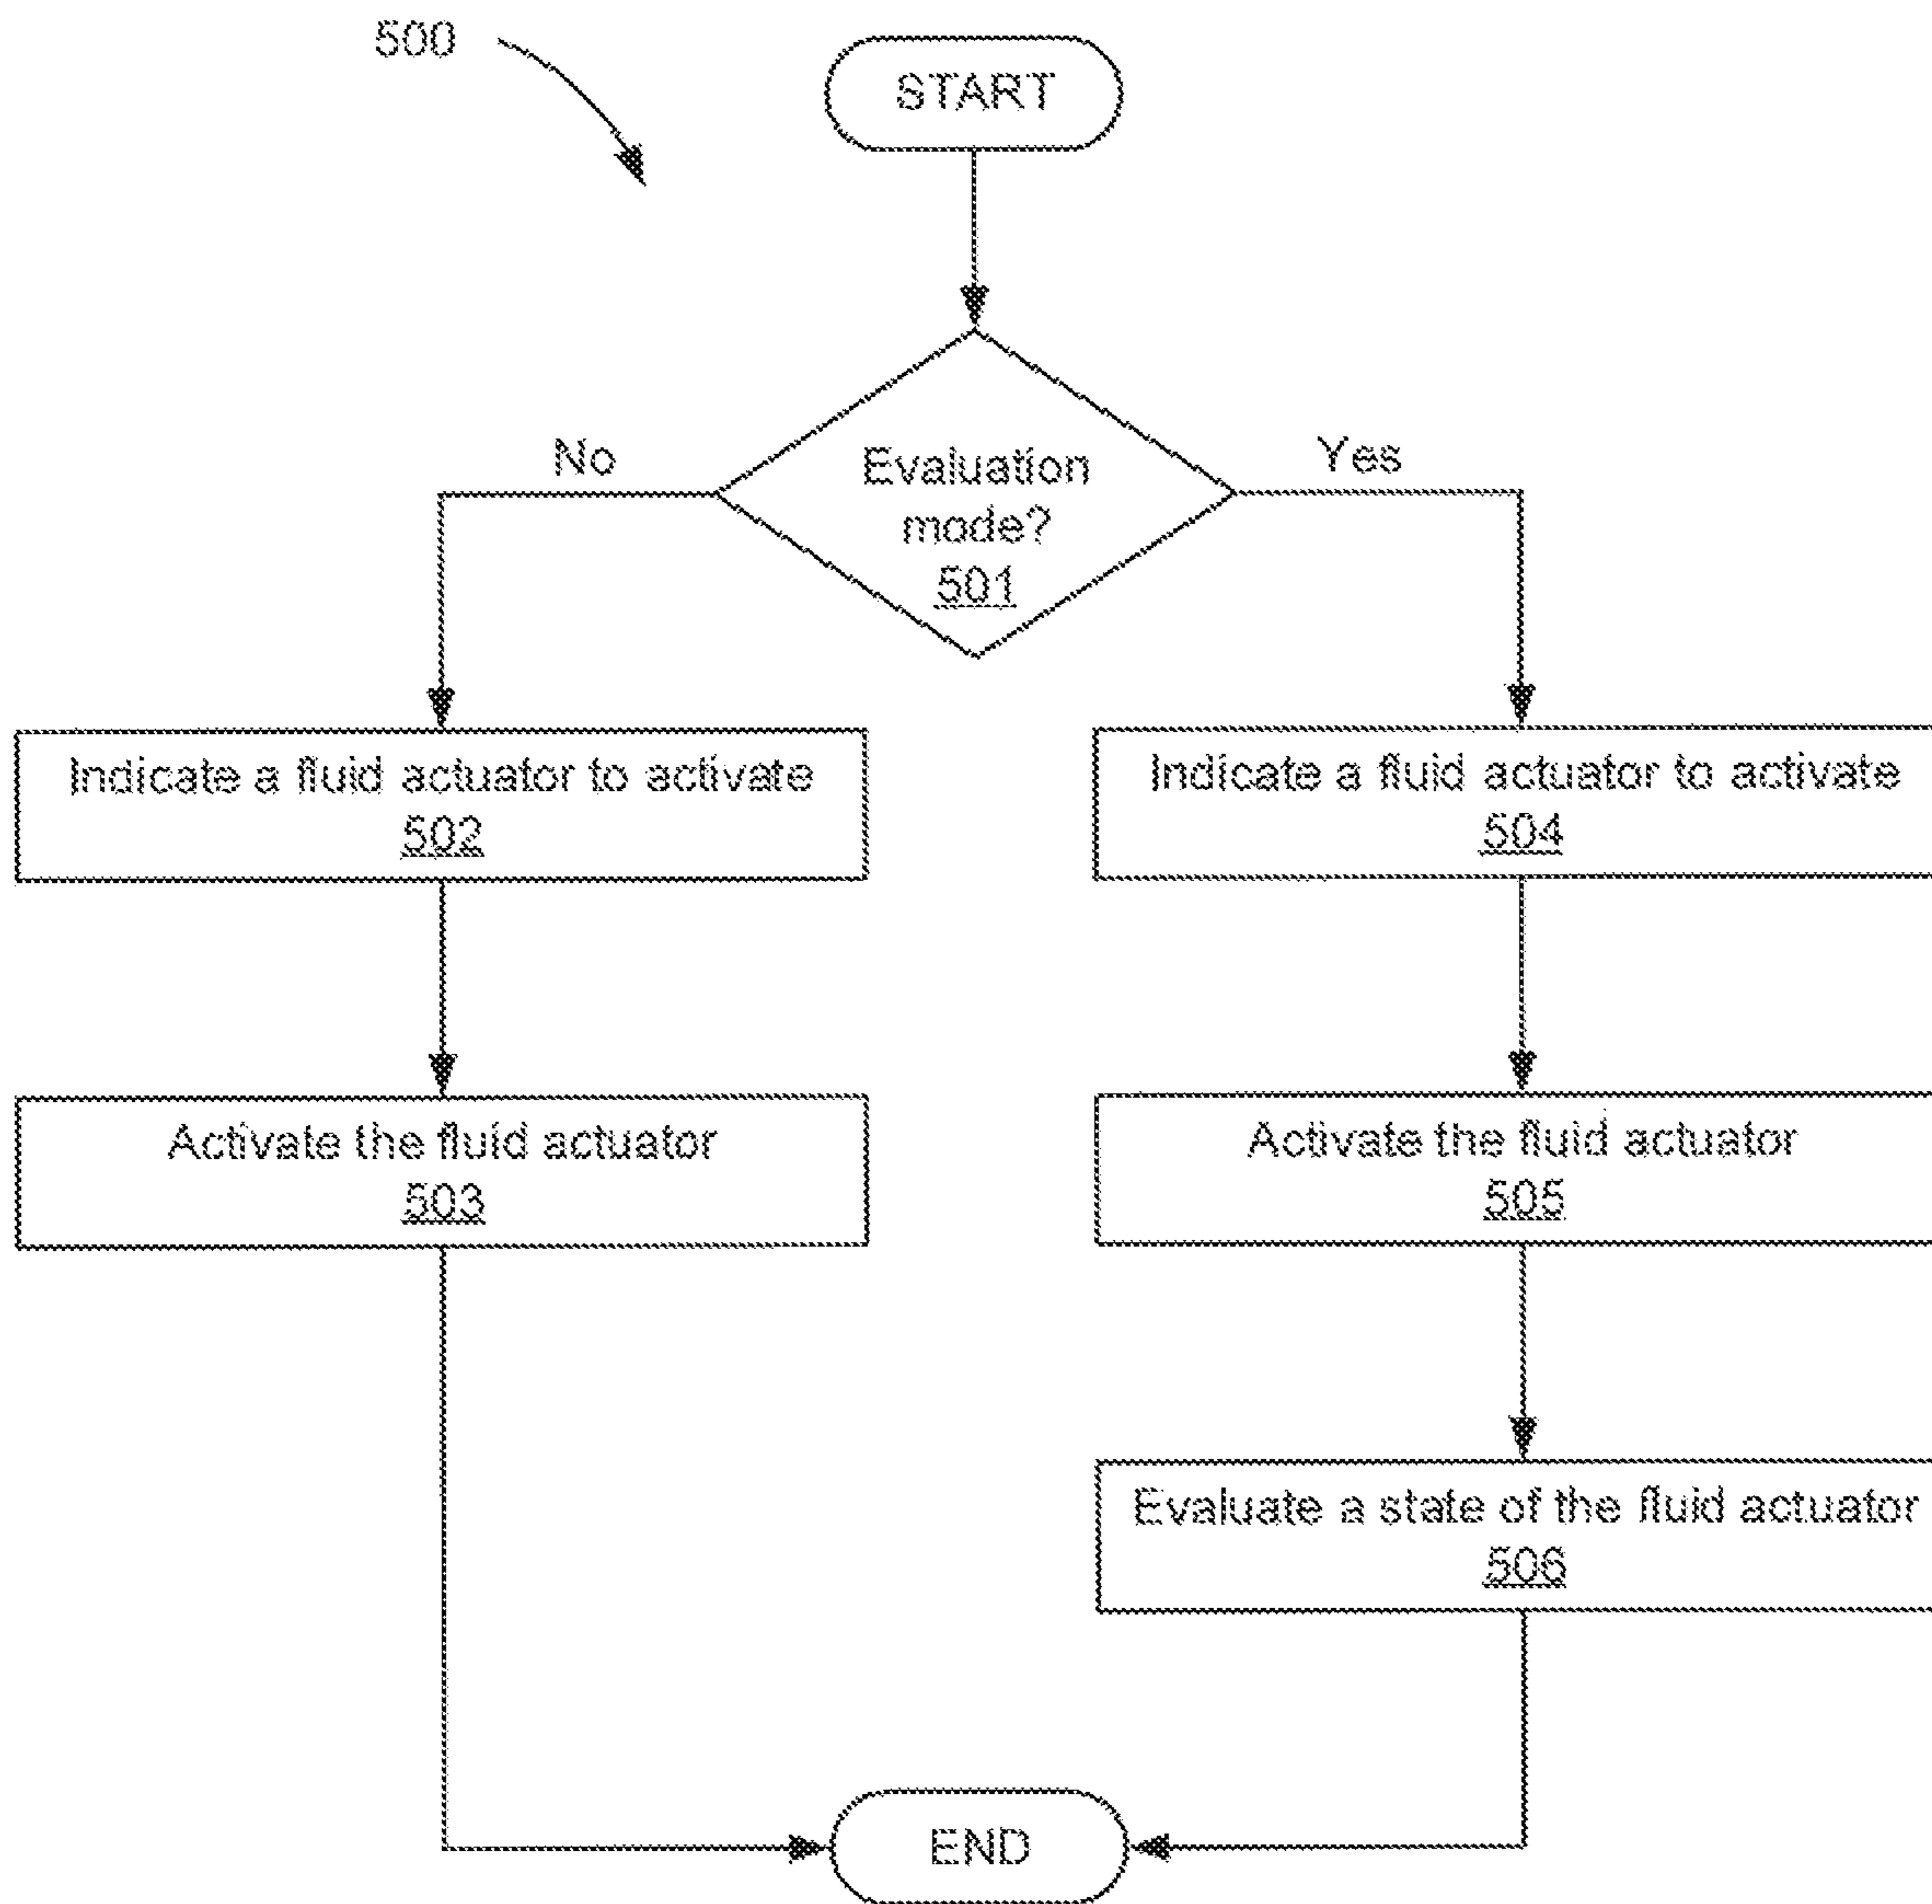 500
START
Evaluation
mode?
501
No
Yes
Indicate a fluid actuator to activate
502
Indicate a fluid actuator to activate
504
Activate the fluid actuator
503
Activate the fluid actuator
505
Evaluate a state of the fluid actuator
506
END